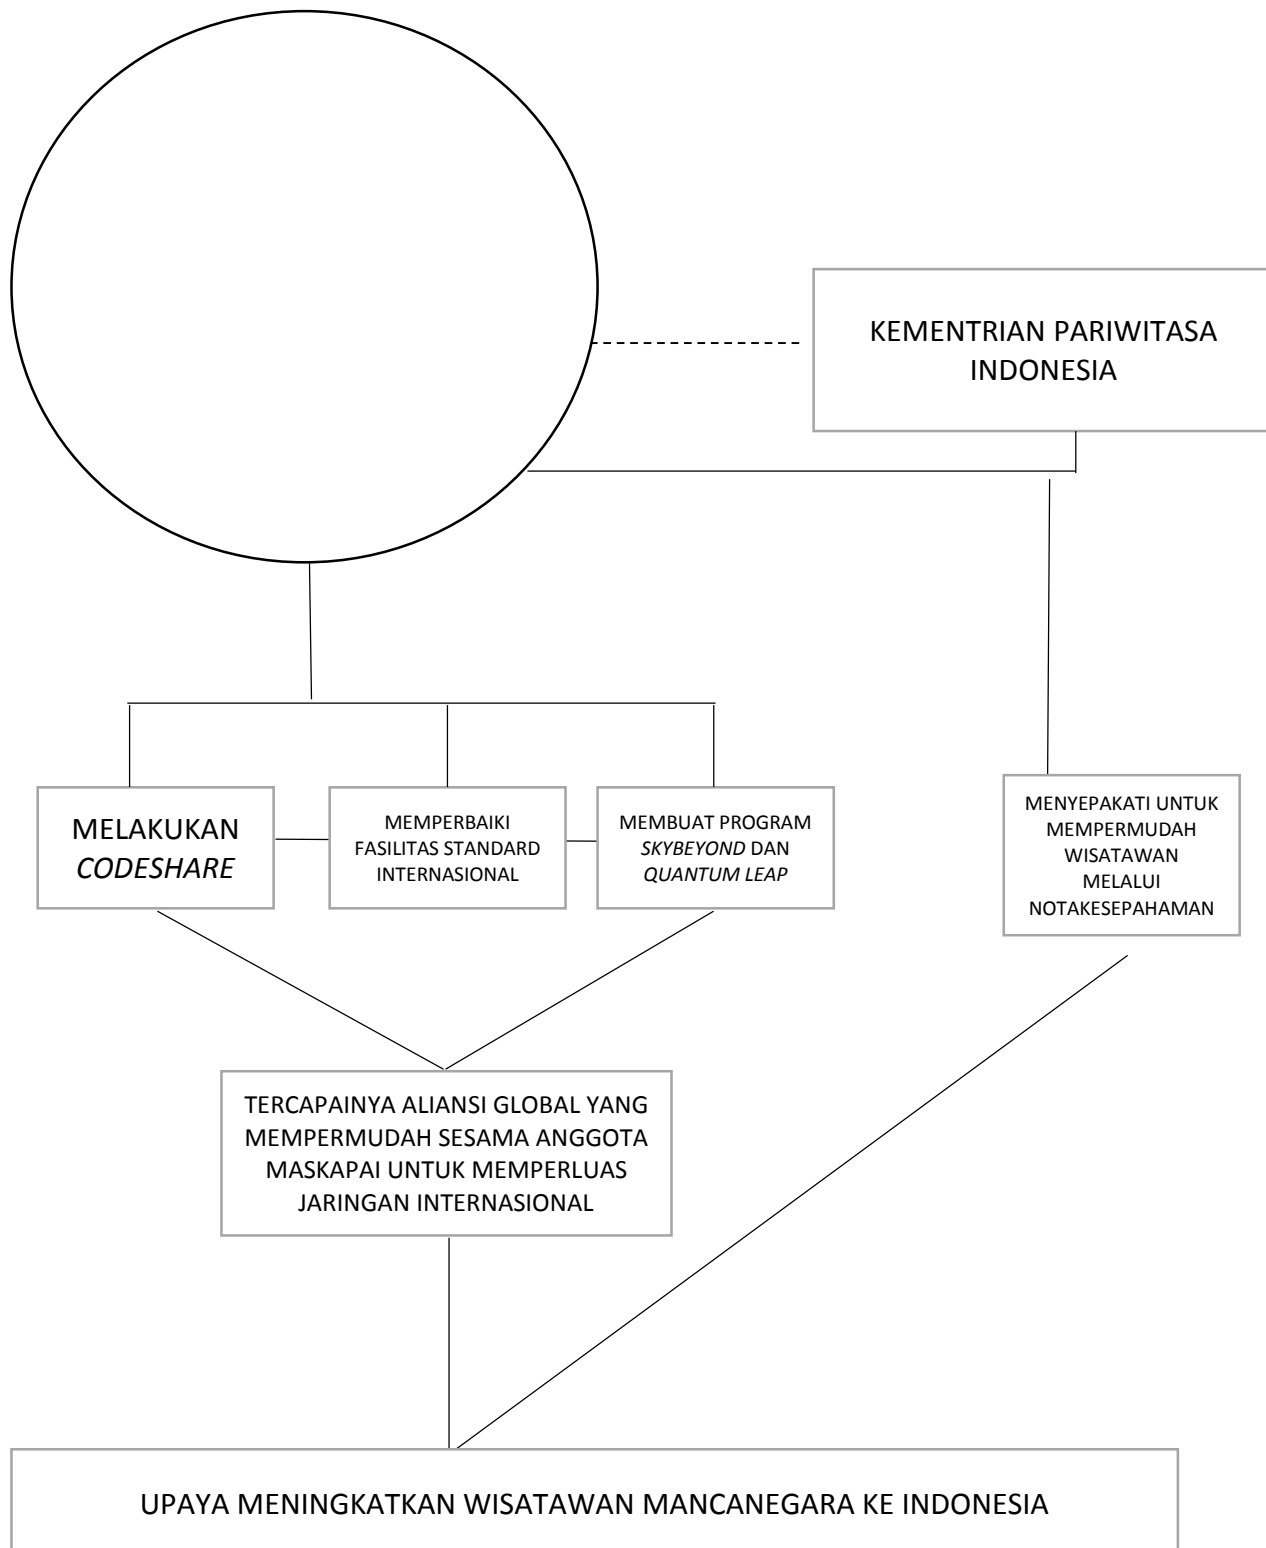 KEMENTRIAN PARIWITASA
INDONESIA
MELAKUKAN
CODESHARE
MEMPERBAIKI
FASILITAS STANDARD
INTERNASIONAL
MEMBUAT PROGRAM
SKYBEYOND DAN
QUANTUM LEAP
MENYEPAKATI UNTUK
MEMPERMUDAH
WISATAWAN
MELALUI
NOTAKESEPAHAMAN
TERCAPAINYA ALIANSI GLOBAL YANG
MEMPERMUDAH SESAMA ANGGOTA
MASKAPAI UNTUK MEMPERLUAS
JARINGAN INTERNASIONAL
UPAYA MENINGKATKAN WISATAWAN MANCANEGARA KE INDONESIA